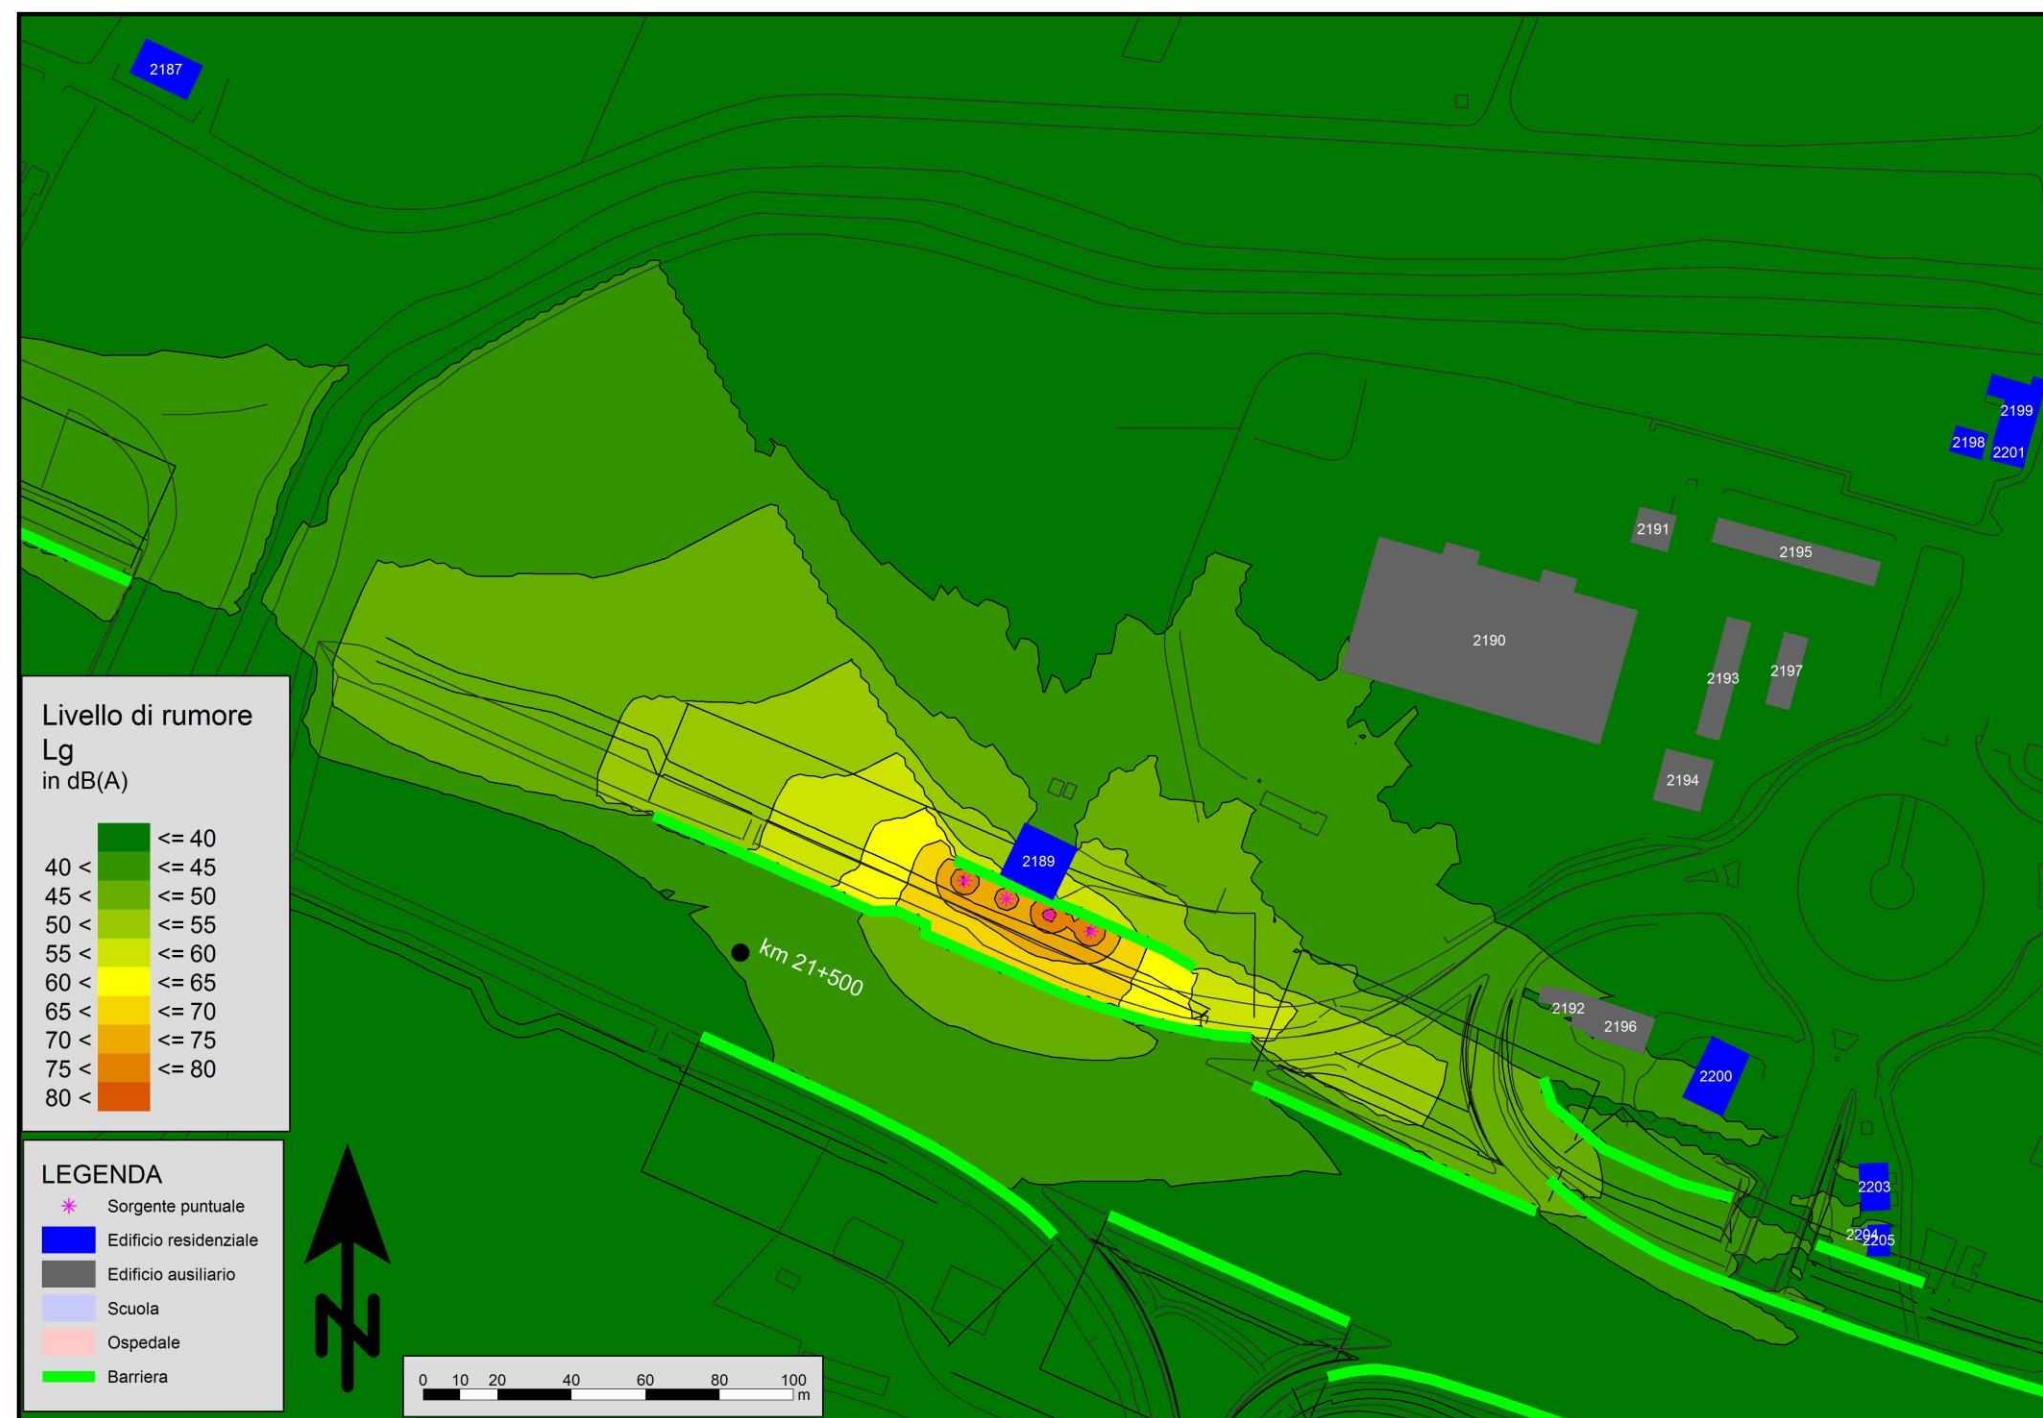 2187
2199
2198
2201
2191
2195
2190
2193
2197
2194
2189
km 21+500
2192
2196
2200
2203
2204
2205
Livello di rumore
Lg
in dB(A)
<= 40
40 < <= 45
45 < <= 50
50 < <= 55
55 < <= 60
60 < <= 65
65 < <= 70
70 < <= 75
75 < <= 80
80 <
LEGENDA
Sorgente puntuale
Edificio residenziale
Edificio ausiliario
Scuola
Ospedale
Barriera
N
0 10 20 40 60 80 100
m